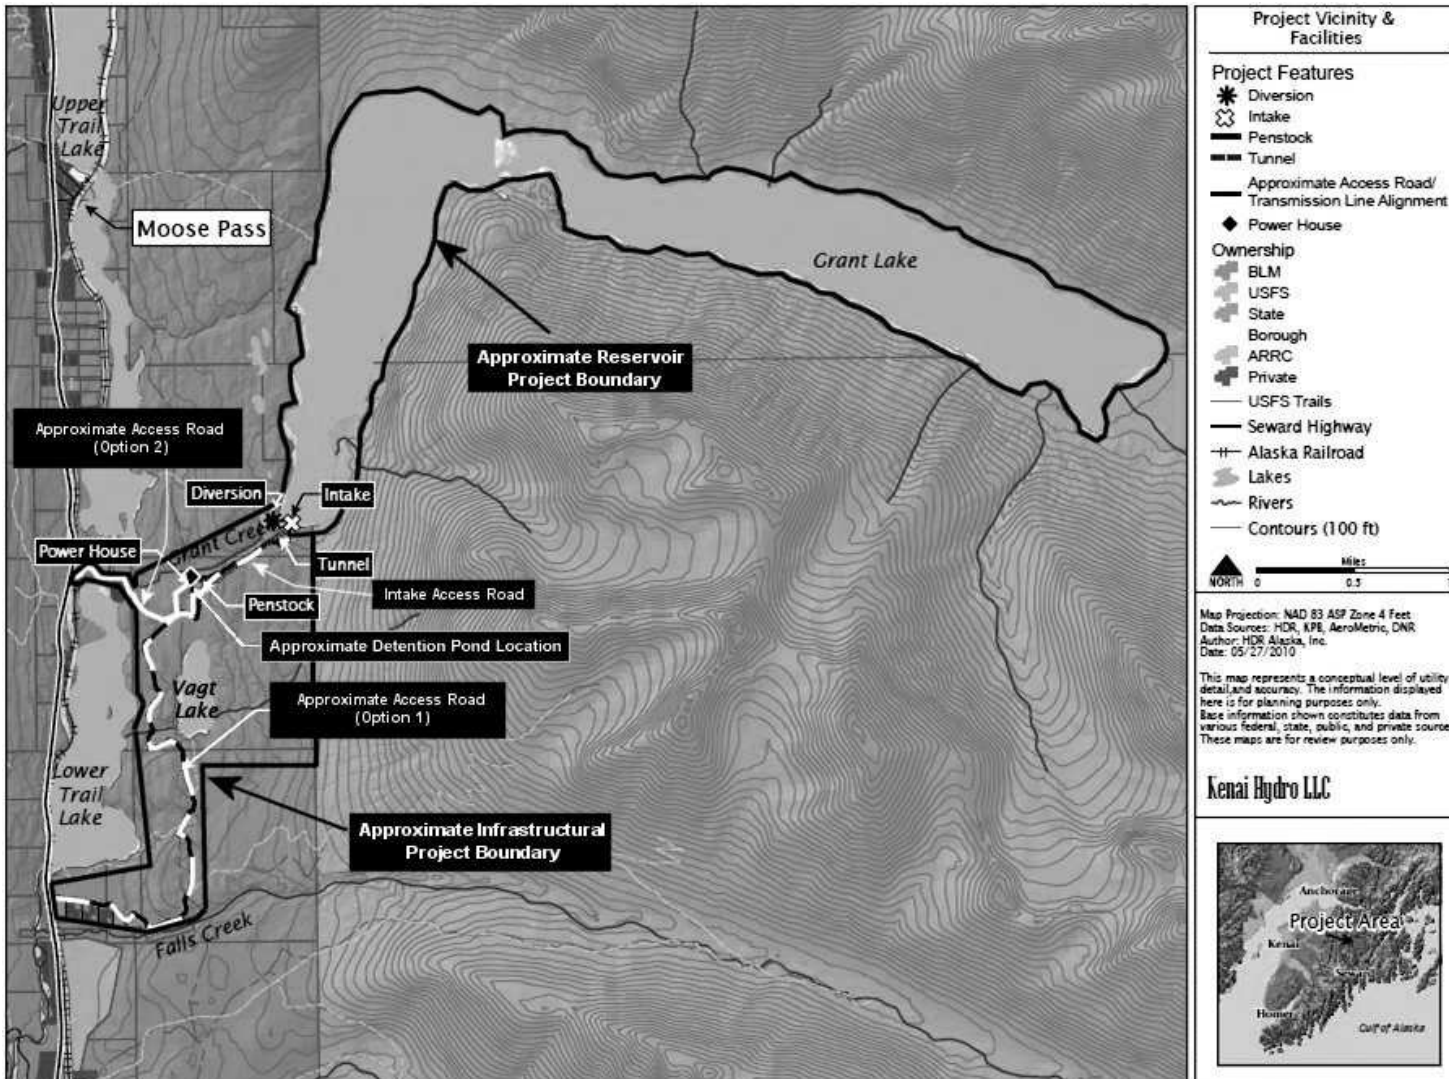 Upper
Trail
Lake
Moose Pass
Grant Lake
Approximate Reservoir
Project Boundary
Approximate Access Road
(Option 2)
Diversion
Intake
Grant Creek
Power House
Tunnel
Intake Access Road
Penstock
Approximate Detention Pond Location
Vagt
Lake
Approximate Access Road
(Option 1)
Lower
Trail
Lake
Approximate Infrastructural
Project Boundary
Falls Creek
Project Vicinity &
Facilities
Project Features
Diversion
Intake
Penstock
Tunnel
Approximate Access Road/
Transmission Line Alignment
Power House
Ownership
BLM
USFS
State
Borough
ARRC
Private
USFS Trails
Seward Highway
Alaska Railroad
Lakes
Rivers
Contours (100 ft)
NORTH
Miles
0 0.5 1
Map Projection: NAD 83 ASP Zone 4 Feet
Data Sources: HDR, KPB, AeroMetric, DNR
Author: HDR Alaska, Inc.
Date: 05/27/2010
This map represents a conceptual level of utility
detail,and accuracy. The information displayed
here is for planning purposes only.
Base information shown constitutes data from
various federal, state, public, and private source
These maps are for review purposes only.
Kenai Hydro LLC
Anchorage
Project Area
Kenai
Seward
Homer
Gulf of Alaska